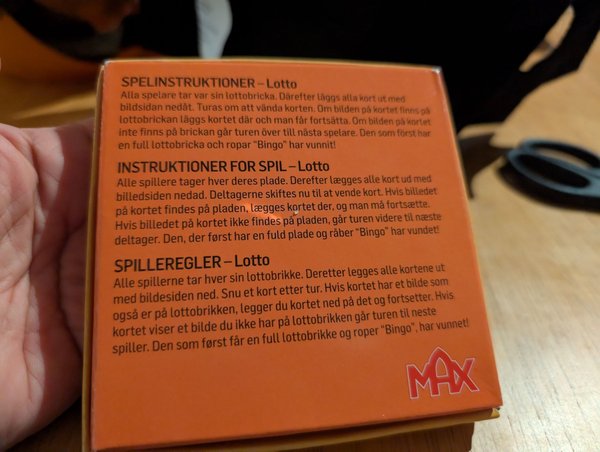 SPELINSTRUKTIONER – Lotto
Alla spelare tar var sin lottobricka. Därefter läggs alla kort ut med
bildsidan nedåt. Turas om att vända korten. Om bilden på kortet finns på
lottobrickan läggs kortet där och man får fortsätta. Om bilden på kortet
inte finns på brickan går turen över till nästa spelare. Den som först har
en full lottobricka och ropar "Bingo" har vunnit!
INSTRUKTIONER FOR SPIL – Lotto
Alle spillere tager hver deres plade. Derefter lægges alle kort ud med
billedsiden nedad. Deltagerne skiftes nu til at vende kort. Hvis billedet
på kortet findes på pladen, lægges kortet der, og man må fortsætte.
Hvis billedet på kortet ikke findes på pladen, går turen videre til næste
deltager. Den, der først har en fuld plade og råber "Bingo" har vundet!
SPILLEREGLER – Lotto
Alle spillerne tar hver sin lottobrikke. Deretter legges alle kortene ut
med bildesiden ned. Snu et kort etter tur. Hvis kortet har et bilde som
også er på lottobrikken, legger du kortet ned på det og fortsetter. Hvis
kortet viser et bilde du ikke har på lottobrikken går turen til neste
spiller. Den som først får en full lottobrikke og roper "Bingo", har vunnet!
MAX